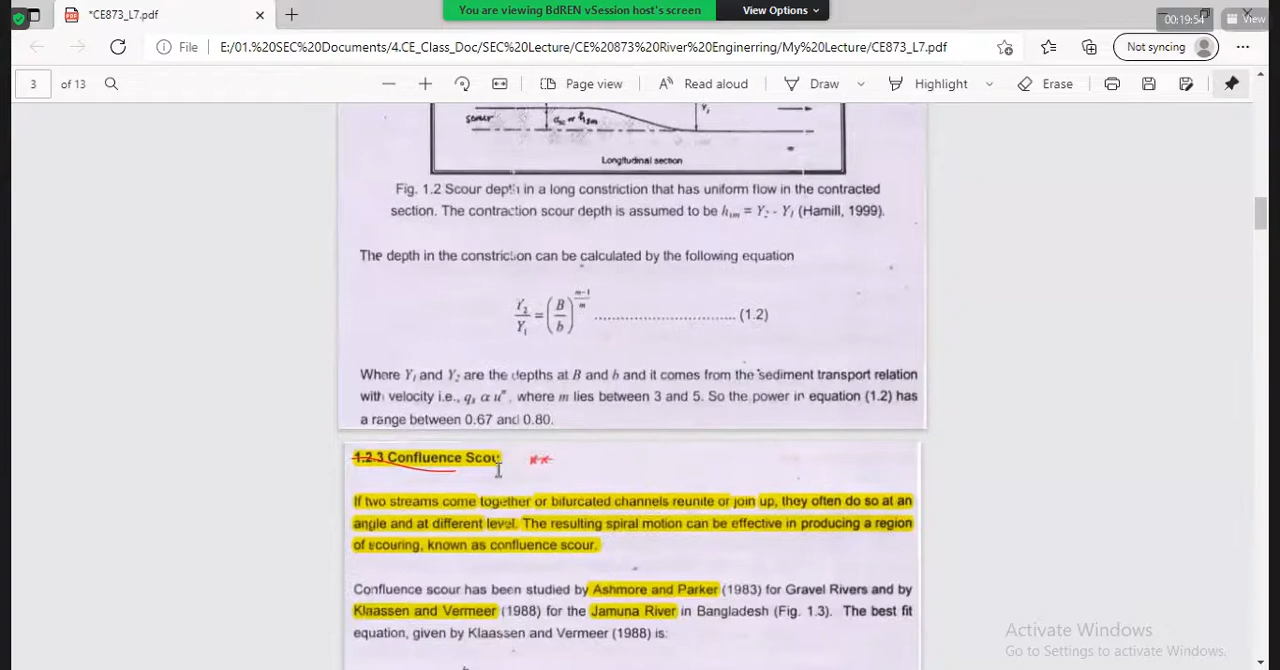 *CE873_L7.pdf
You are viewing BdREN vSession host's screen
View Options
00:19:54
View
File
E:/01.%20SEC%20Documents/4.CE_Class_Doc/SEC%20Lecture/CE%20873%20River%20Enginerring/My%20Lecture/CE873_L7.pdf
Not syncing
3 of 13
Page view
Read aloud
Draw
Highlight
Erase
scour
Y₁
Longitudinal section
Fig. 1.2 Scour depth in a long constriction that has uniform flow in the contracted
section. The contraction scour depth is assumed to be hsm = Y₂ - Y₁ (Hamill, 1999).
The depth in the constriction can be calculated by the following equation
Y₂/Y₁ = (B/b)^((m-1)/m) ................................ (1.2)
Where Y₁ and Y₂ are the depths at B and b and it comes from the sediment transport relation
with velocity i.e., qs α uⁿ, where m lies between 3 and 5. So the power in equation (1.2) has
a range between 0.67 and 0.80.
1.2.3 Confluence Scour **
If two streams come together or bifurcated channels reunite or join up, they often do so at an
angle and at different level. The resulting spiral motion can be effective in producing a region
of scouring, known as confluence scour.
Confluence scour has been studied by Ashmore and Parker (1983) for Gravel Rivers and by
Klaassen and Vermeer (1988) for the Jamuna River in Bangladesh (Fig. 1.3). The best fit
equation, given by Klaassen and Vermeer (1988) is:
Activate Windows
Go to Settings to activate Windows.